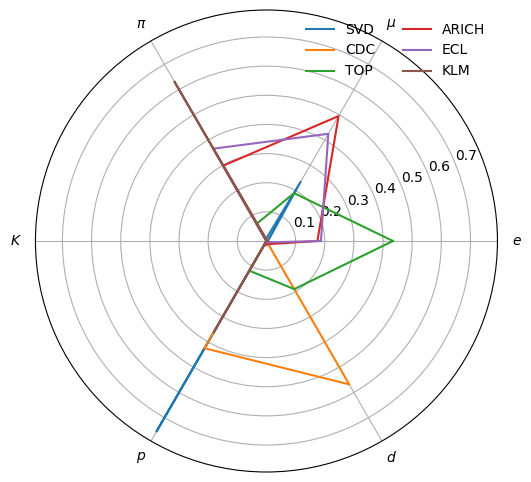 SVD ARICH
CDC ECL
TOP KLM
π
μ
0.7
0.6
0.5
0.4
0.3
0.2
0.1
K
e
p
d